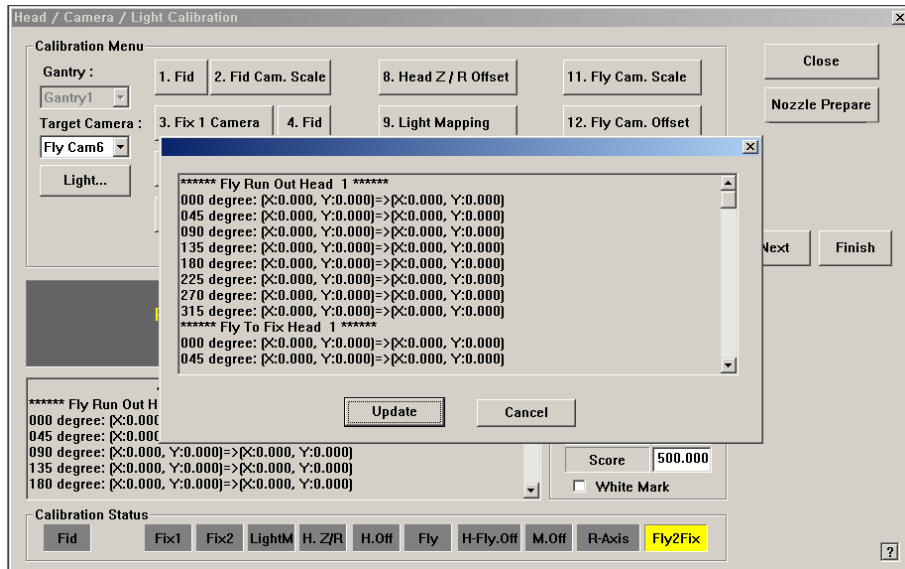 Head / Camera / Light Calibration
Calibration Menu
Gantry :
Gantry1
Target Camera :
Fly Cam6
Light...
1. Fid
2. Fid Cam. Scale
8. Head Z / R Offset
11. Fly Cam. Scale
3. Fix 1 Camera
4. Fid
9. Light Mapping
12. Fly Cam. Offset
Close
Nozzle Prepare
****** Fly Run Out Head 1 ******
000 degree: (X:0.000, Y:0.000)=>(X:0.000, Y:0.000)
045 degree: (X:0.000, Y:0.000)=>(X:0.000, Y:0.000)
090 degree: (X:0.000, Y:0.000)=>(X:0.000, Y:0.000)
135 degree: (X:0.000, Y:0.000)=>(X:0.000, Y:0.000)
180 degree: (X:0.000, Y:0.000)=>(X:0.000, Y:0.000)
225 degree: (X:0.000, Y:0.000)=>(X:0.000, Y:0.000)
270 degree: (X:0.000, Y:0.000)=>(X:0.000, Y:0.000)
315 degree: (X:0.000, Y:0.000)=>(X:0.000, Y:0.000)
****** Fly To Fix Head 1 ******
000 degree: (X:0.000, Y:0.000)=>(X:0.000, Y:0.000)
045 degree: (X:0.000, Y:0.000)=>(X:0.000, Y:0.000)
Update
Cancel
Next
Finish
****** Fly Run Out H
000 degree: (X:0.00
045 degree: (X:0.00
090 degree: (X:0.000, Y:0.000)=>(X:0.000, Y:0.000)
135 degree: (X:0.000, Y:0.000)=>(X:0.000, Y:0.000)
180 degree: (X:0.000, Y:0.000)=>(X:0.000, Y:0.000)
Score
500.000
White Mark
Calibration Status
Fid
Fix1
Fix2
LightM
H. Z/R
H.Off
Fly
H-Fly.Off
M.Off
R-Axis
Fly2Fix
?